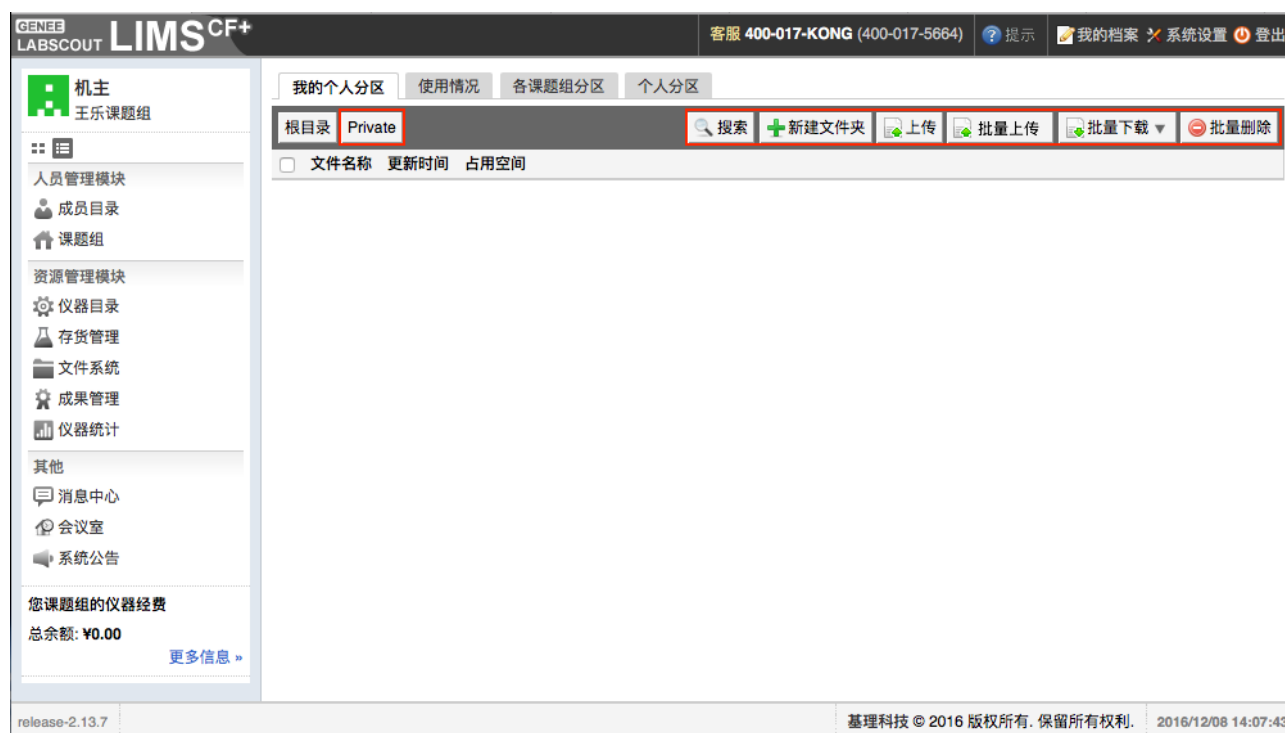 GENEE
LABSCOUT LIMS CF+
客服 400-017-KONG (400-017-5664) 提示 我的档案 系统设置 登出
机主
王乐课题组
人员管理模块
成员目录
课题组
资源管理模块
仪器目录
存货管理
文件系统
成果管理
仪器统计
其他
消息中心
会议室
系统公告
您课题组的仪器经费
总余额: ¥0.00
更多信息 »
我的个人分区 使用情况 各课题组分区 个人分区
根目录 Private 搜索 新建文件夹 上传 批量上传 批量下载 ▼ 批量删除
文件名称 更新时间 占用空间
release-2.13.7 基理科技 © 2016 版权所有. 保留所有权利. 2016/12/08 14:07:43